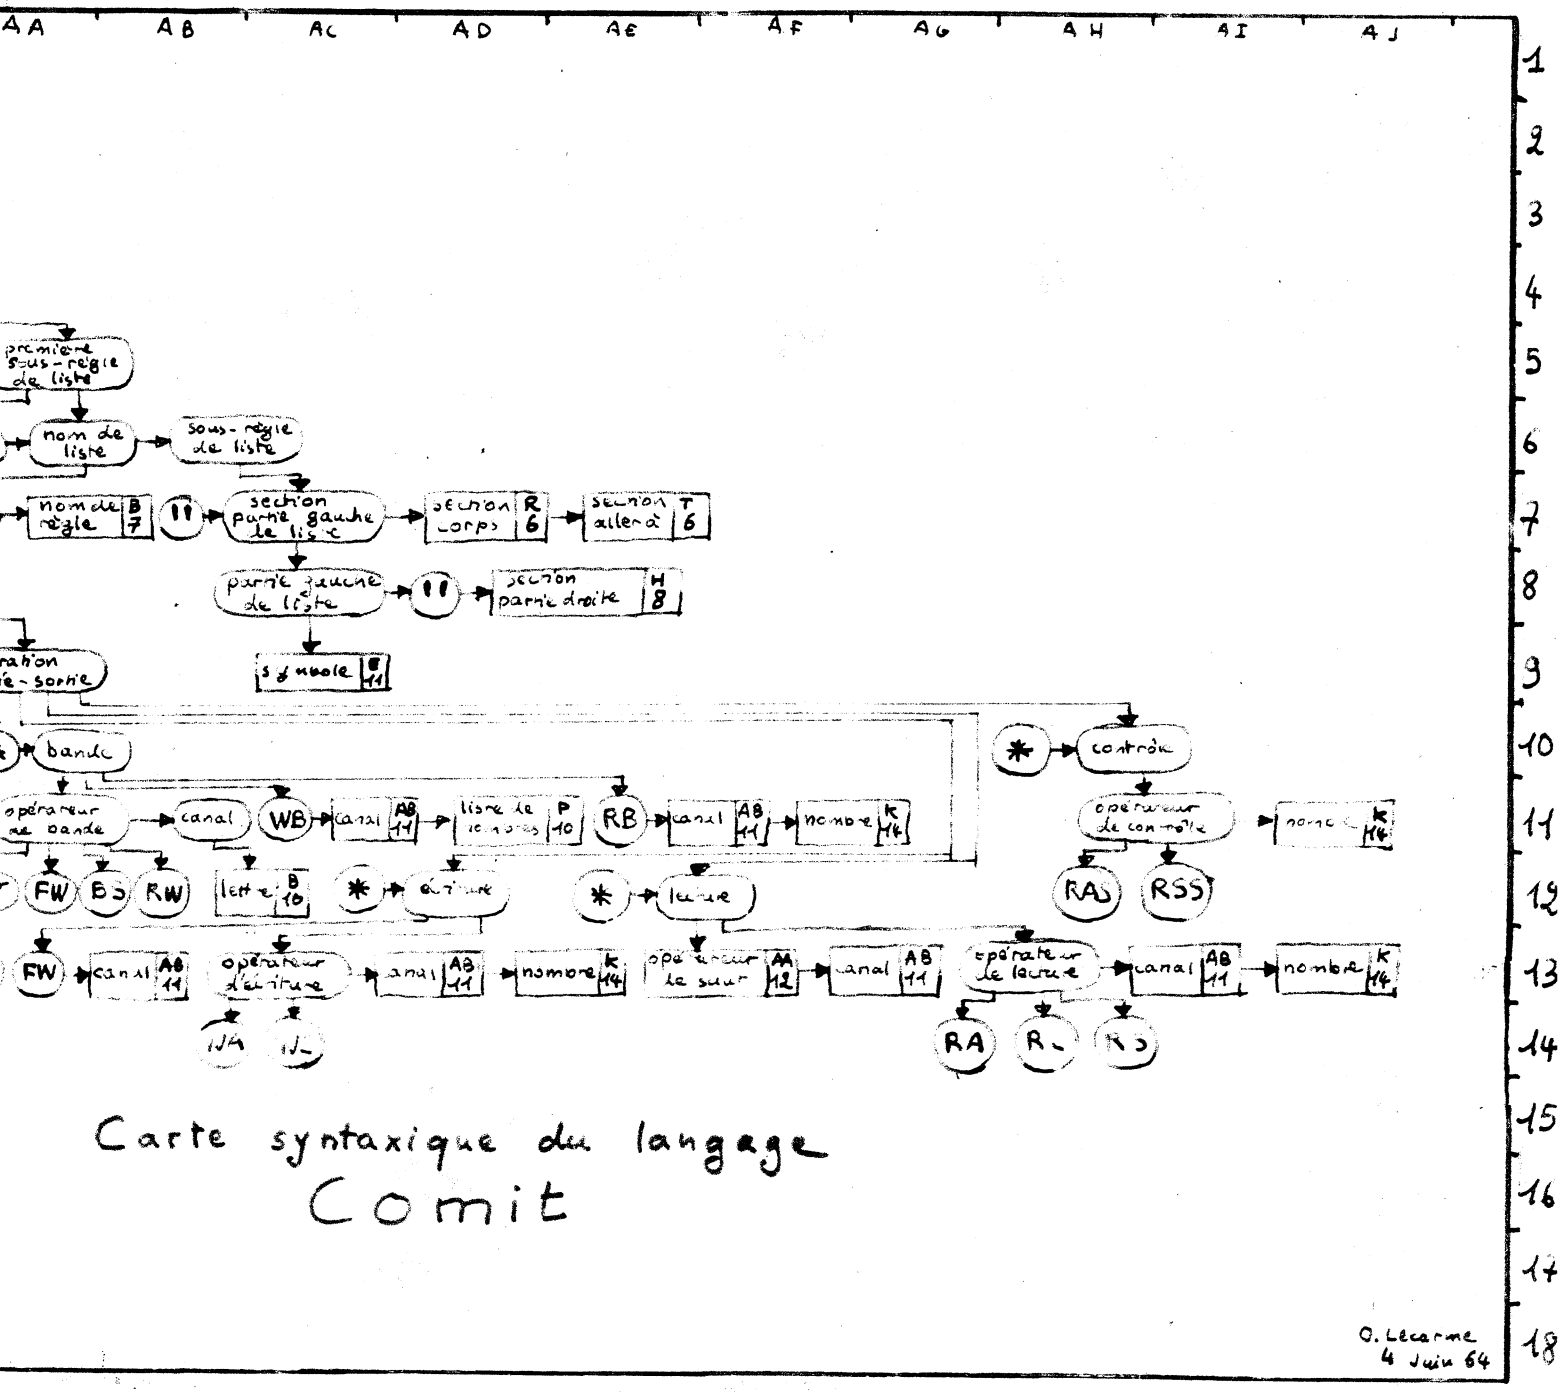 AA AB AC AD AE AF AG AH AI AJ
1
2
3
4
première
sous-règle
de liste
5
nom de
liste
sous-règle
de liste
6
nom de
règle
B
7
section
partie gauche
de liste
section
corps
R
6
section
aller à
T
6
7
partie gauche
de liste
section
partie droite
H
8
8
symbole
11
9
bande
*
contrôle
10
opérateur
de bande
canal
WB
canal
AB
11
liste de
nombres
P
10
RB
canal
AB
11
nombre
K
14
opérateur
de contrôle
K
14
11
FW
BS
RW
lettre
B
10
*
écriture
*
lecture
RAS
RSS
12
FW
canal
AB
11
opérateur
d'écriture
canal
AB
11
nombre
K
14
opérateur
de saut
AA
12
canal
AB
11
opérateur
de lecture
canal
AB
11
nombre
K
14
13
RA
14
Carte syntaxique du langage
15
Comit
16
17
O. Lecarme
4 Juin 64
18